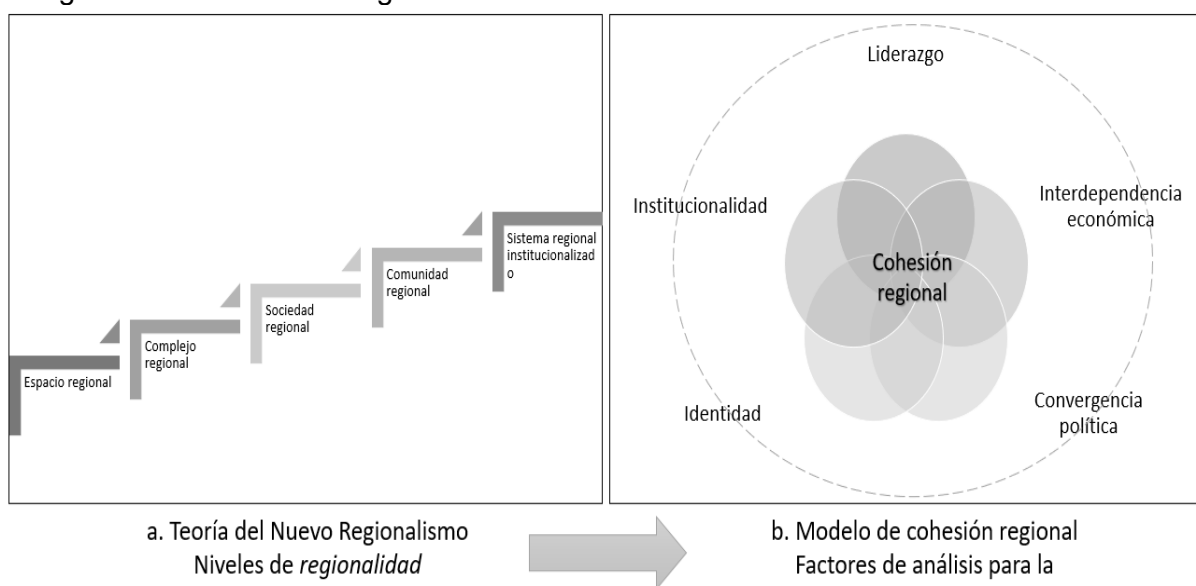 Espacio regional
Complejo
regional
Sociedad
regional
Comunidad
regional
Sistema regional
institucionalizad
o
Liderazgo
Institucionalidad
Interdependencia
económica
Cohesión
regional
Identidad
Convergencia
política
a. Teoría del Nuevo Regionalismo
Niveles de regionalidad
b. Modelo de cohesión regional
Factores de análisis para la